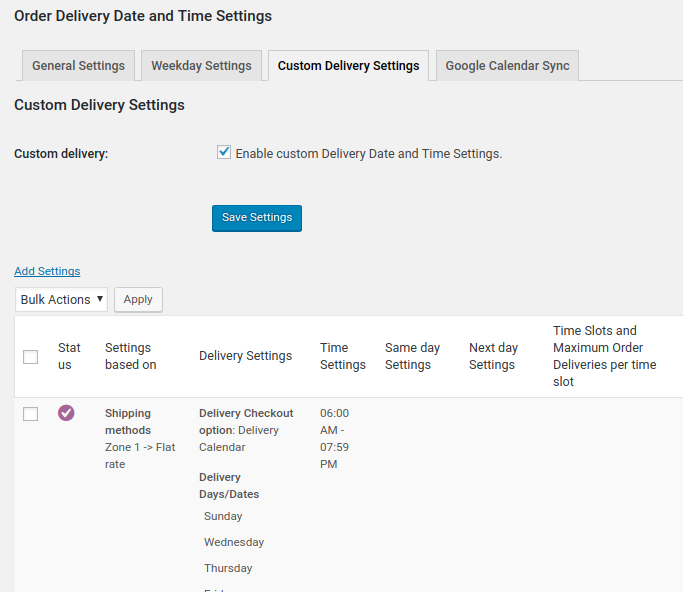 Order Delivery Date and Time Settings
General Settings Weekday Settings Custom Delivery Settings Google Calendar Sync
Custom Delivery Settings
Custom delivery: Enable custom Delivery Date and Time Settings.
Save Settings
Add Settings
Bulk Actions Apply
Stat
us
Settings
based on
Delivery Settings
Time
Settings
Same day
Settings
Next day
Settings
Time Slots and
Maximum Order
Deliveries per time
slot
Shipping
methods
Zone 1 -> Flat
rate
Delivery Checkout
option: Delivery
Calendar
Delivery
Days/Dates
Sunday
Wednesday
Thursday
06:00
AM -
07:59
PM